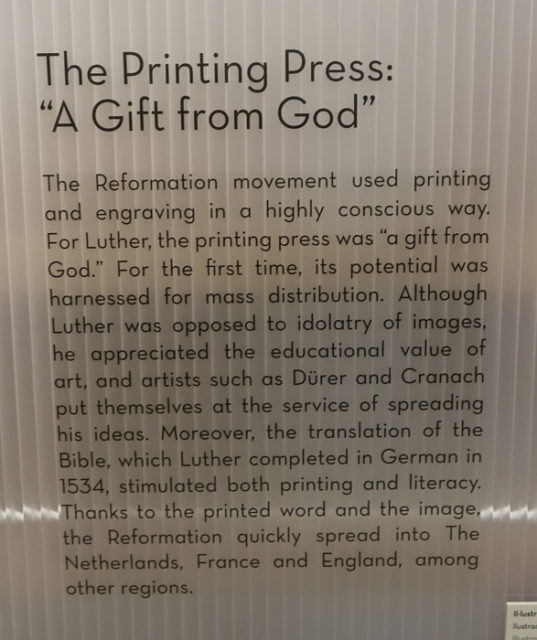 The Printing Press:
“A Gift from God”
The Reformation movement used printing
and engraving in a highly conscious way.
For Luther, the printing press was “a gift from
God.” For the first time, its potential was
harnessed for mass distribution. Although
Luther was opposed to idolatry of images,
he appreciated the educational value of
art, and artists such as Dürer and Cranach
put themselves at the service of spreading
his ideas. Moreover, the translation of the
Bible, which Luther completed in German in
1534, stimulated both printing and literacy.
Thanks to the printed word and the image,
the Reformation quickly spread into The
Netherlands, France and England, among
other regions.